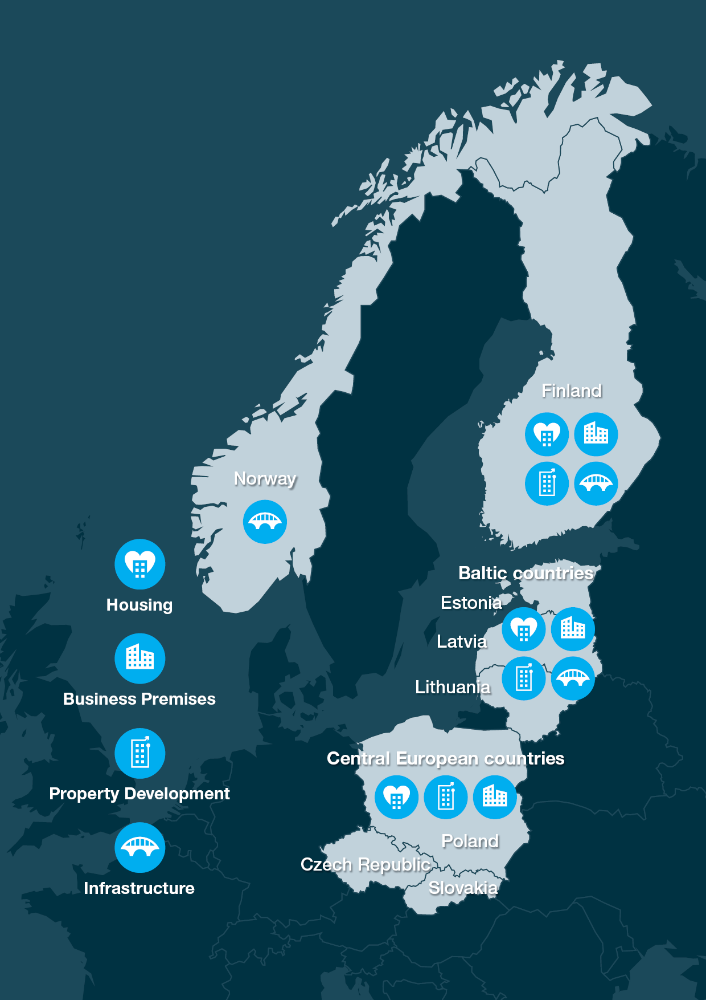 Finland
Norway
Baltic countries
Estonia
Latvia
Lithuania
Housing
Business Premises
Property Development
Infrastructure
Central European countries
Poland
Czech Republic
Slovakia